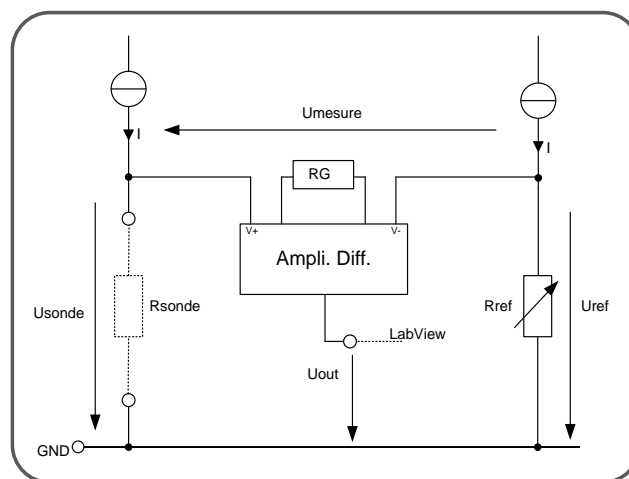 Umesure
I
I
RG
V+
V-
Ampli. Diff.
Usonde
Rsonde
Rref
Uref
LabView
Uout
GND